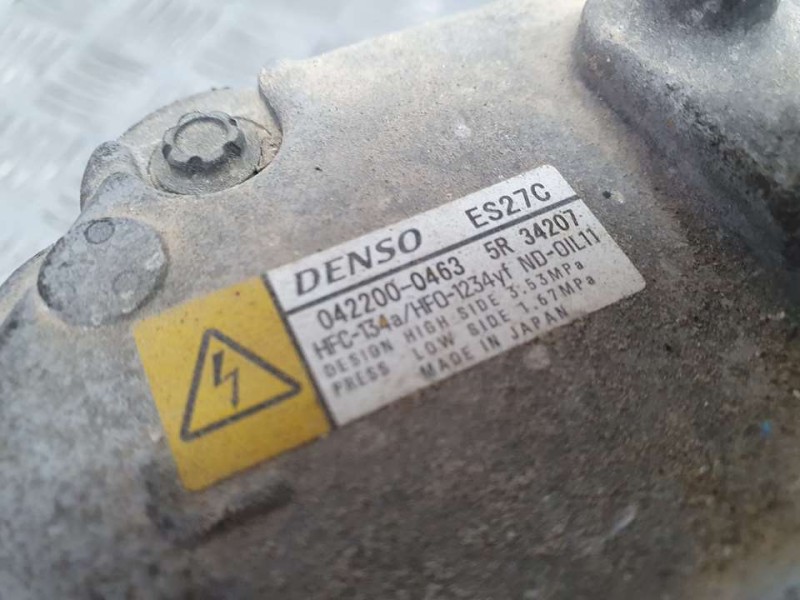 DENSO ES27C
042200-0463 5R 34207
HFC-134a/HFO-1234yf ND-OIL11
DESIGN HIGH SIDE 3.53MPa
PRESS LOW SIDE 1.67MPa
MADE IN JAPAN